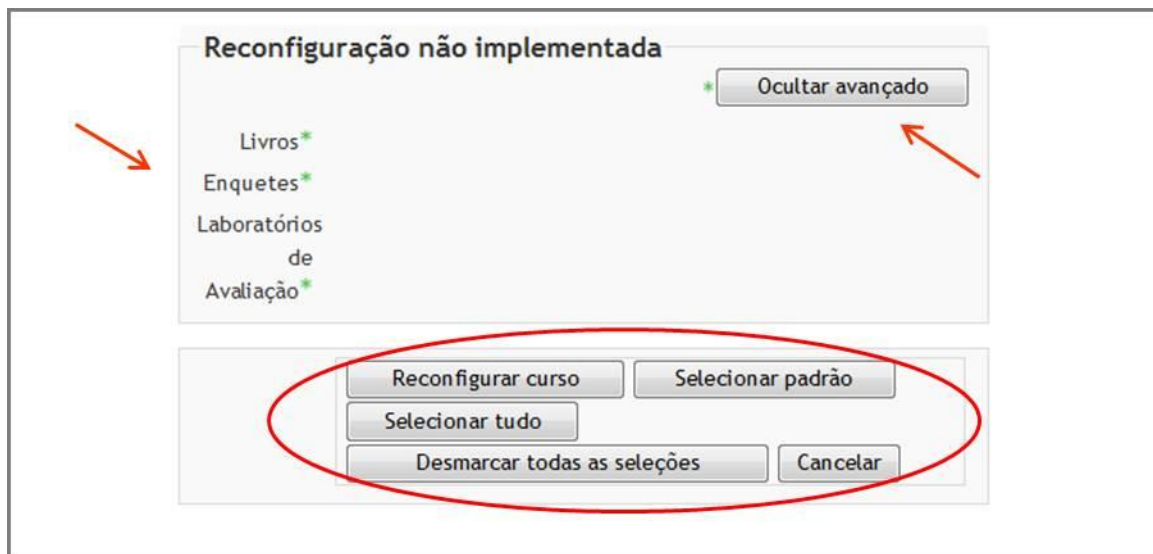 Reconfiguração não implementada
* Ocultar avançado
Livros*
Enquetes*
Laboratórios
de
Avaliação*
Reconfigurar curso Selecionar padrão
Selecionar tudo
Desmarcar todas as seleções Cancelar